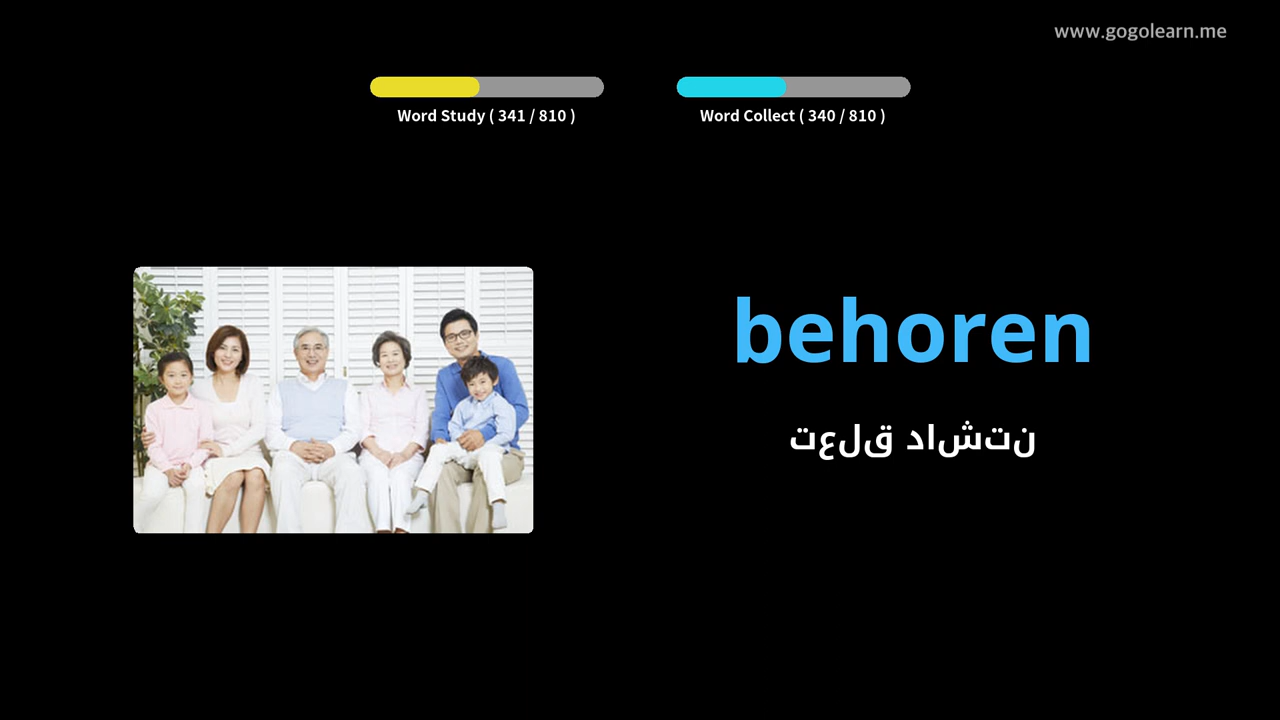 www.gogolearn.me
Word Study ( 341 / 810 )
Word Collect ( 340 / 810 )
behoren
تعلق داشتن